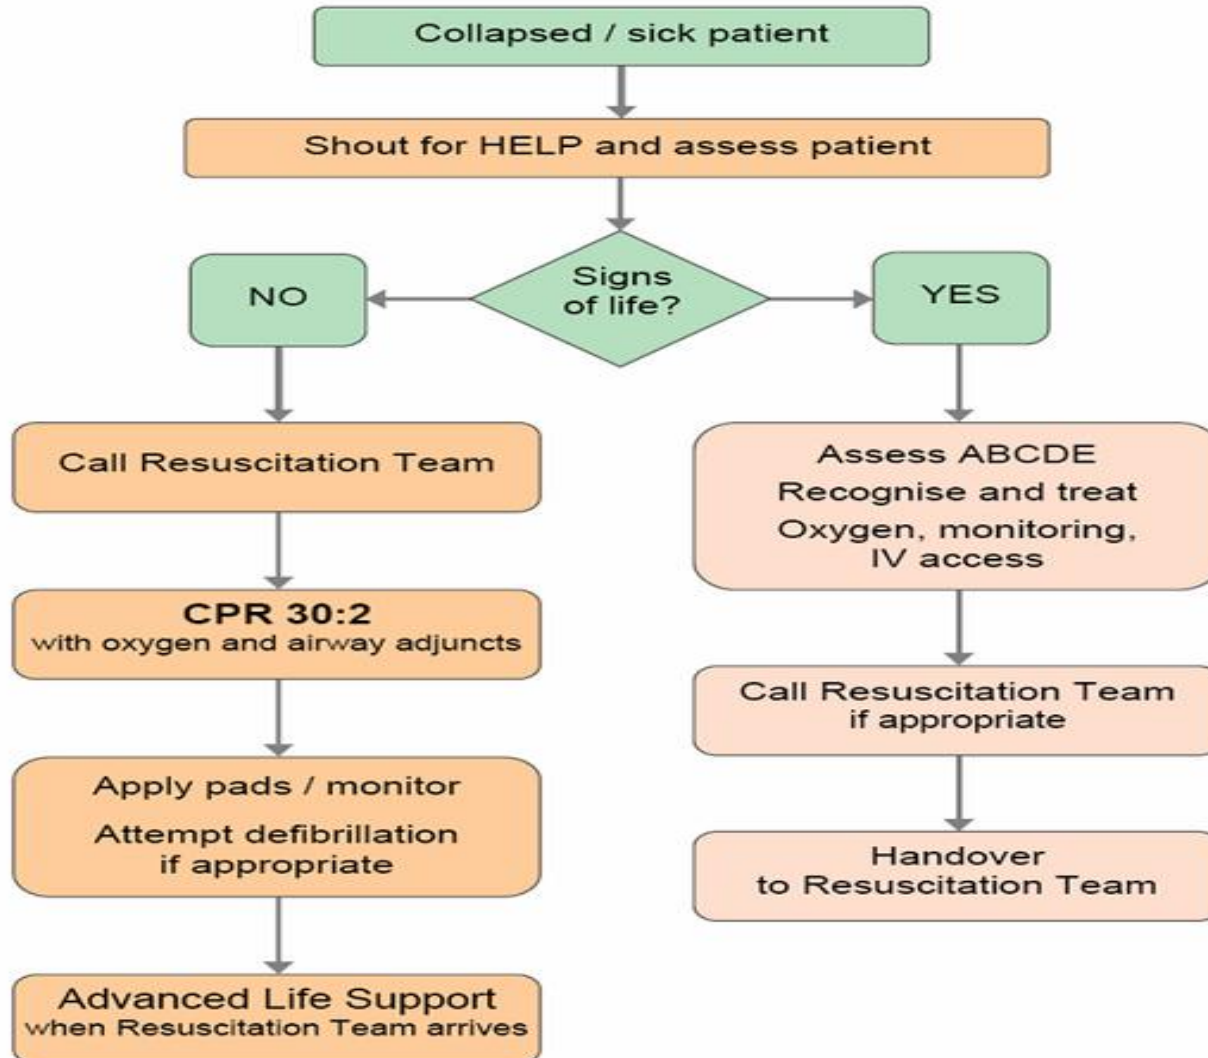 Collapsed / sick patient
Shout for HELP and assess patient
Signs
of life?
NO
YES
Call Resuscitation Team
CPR 30:2
with oxygen and airway adjuncts
Apply pads / monitor
Attempt defibrillation
if appropriate
Advanced Life Support
when Resuscitation Team arrives
Assess ABCDE
Recognise and treat
Oxygen, monitoring,
IV access
Call Resuscitation Team
if appropriate
Handover
to Resuscitation Team